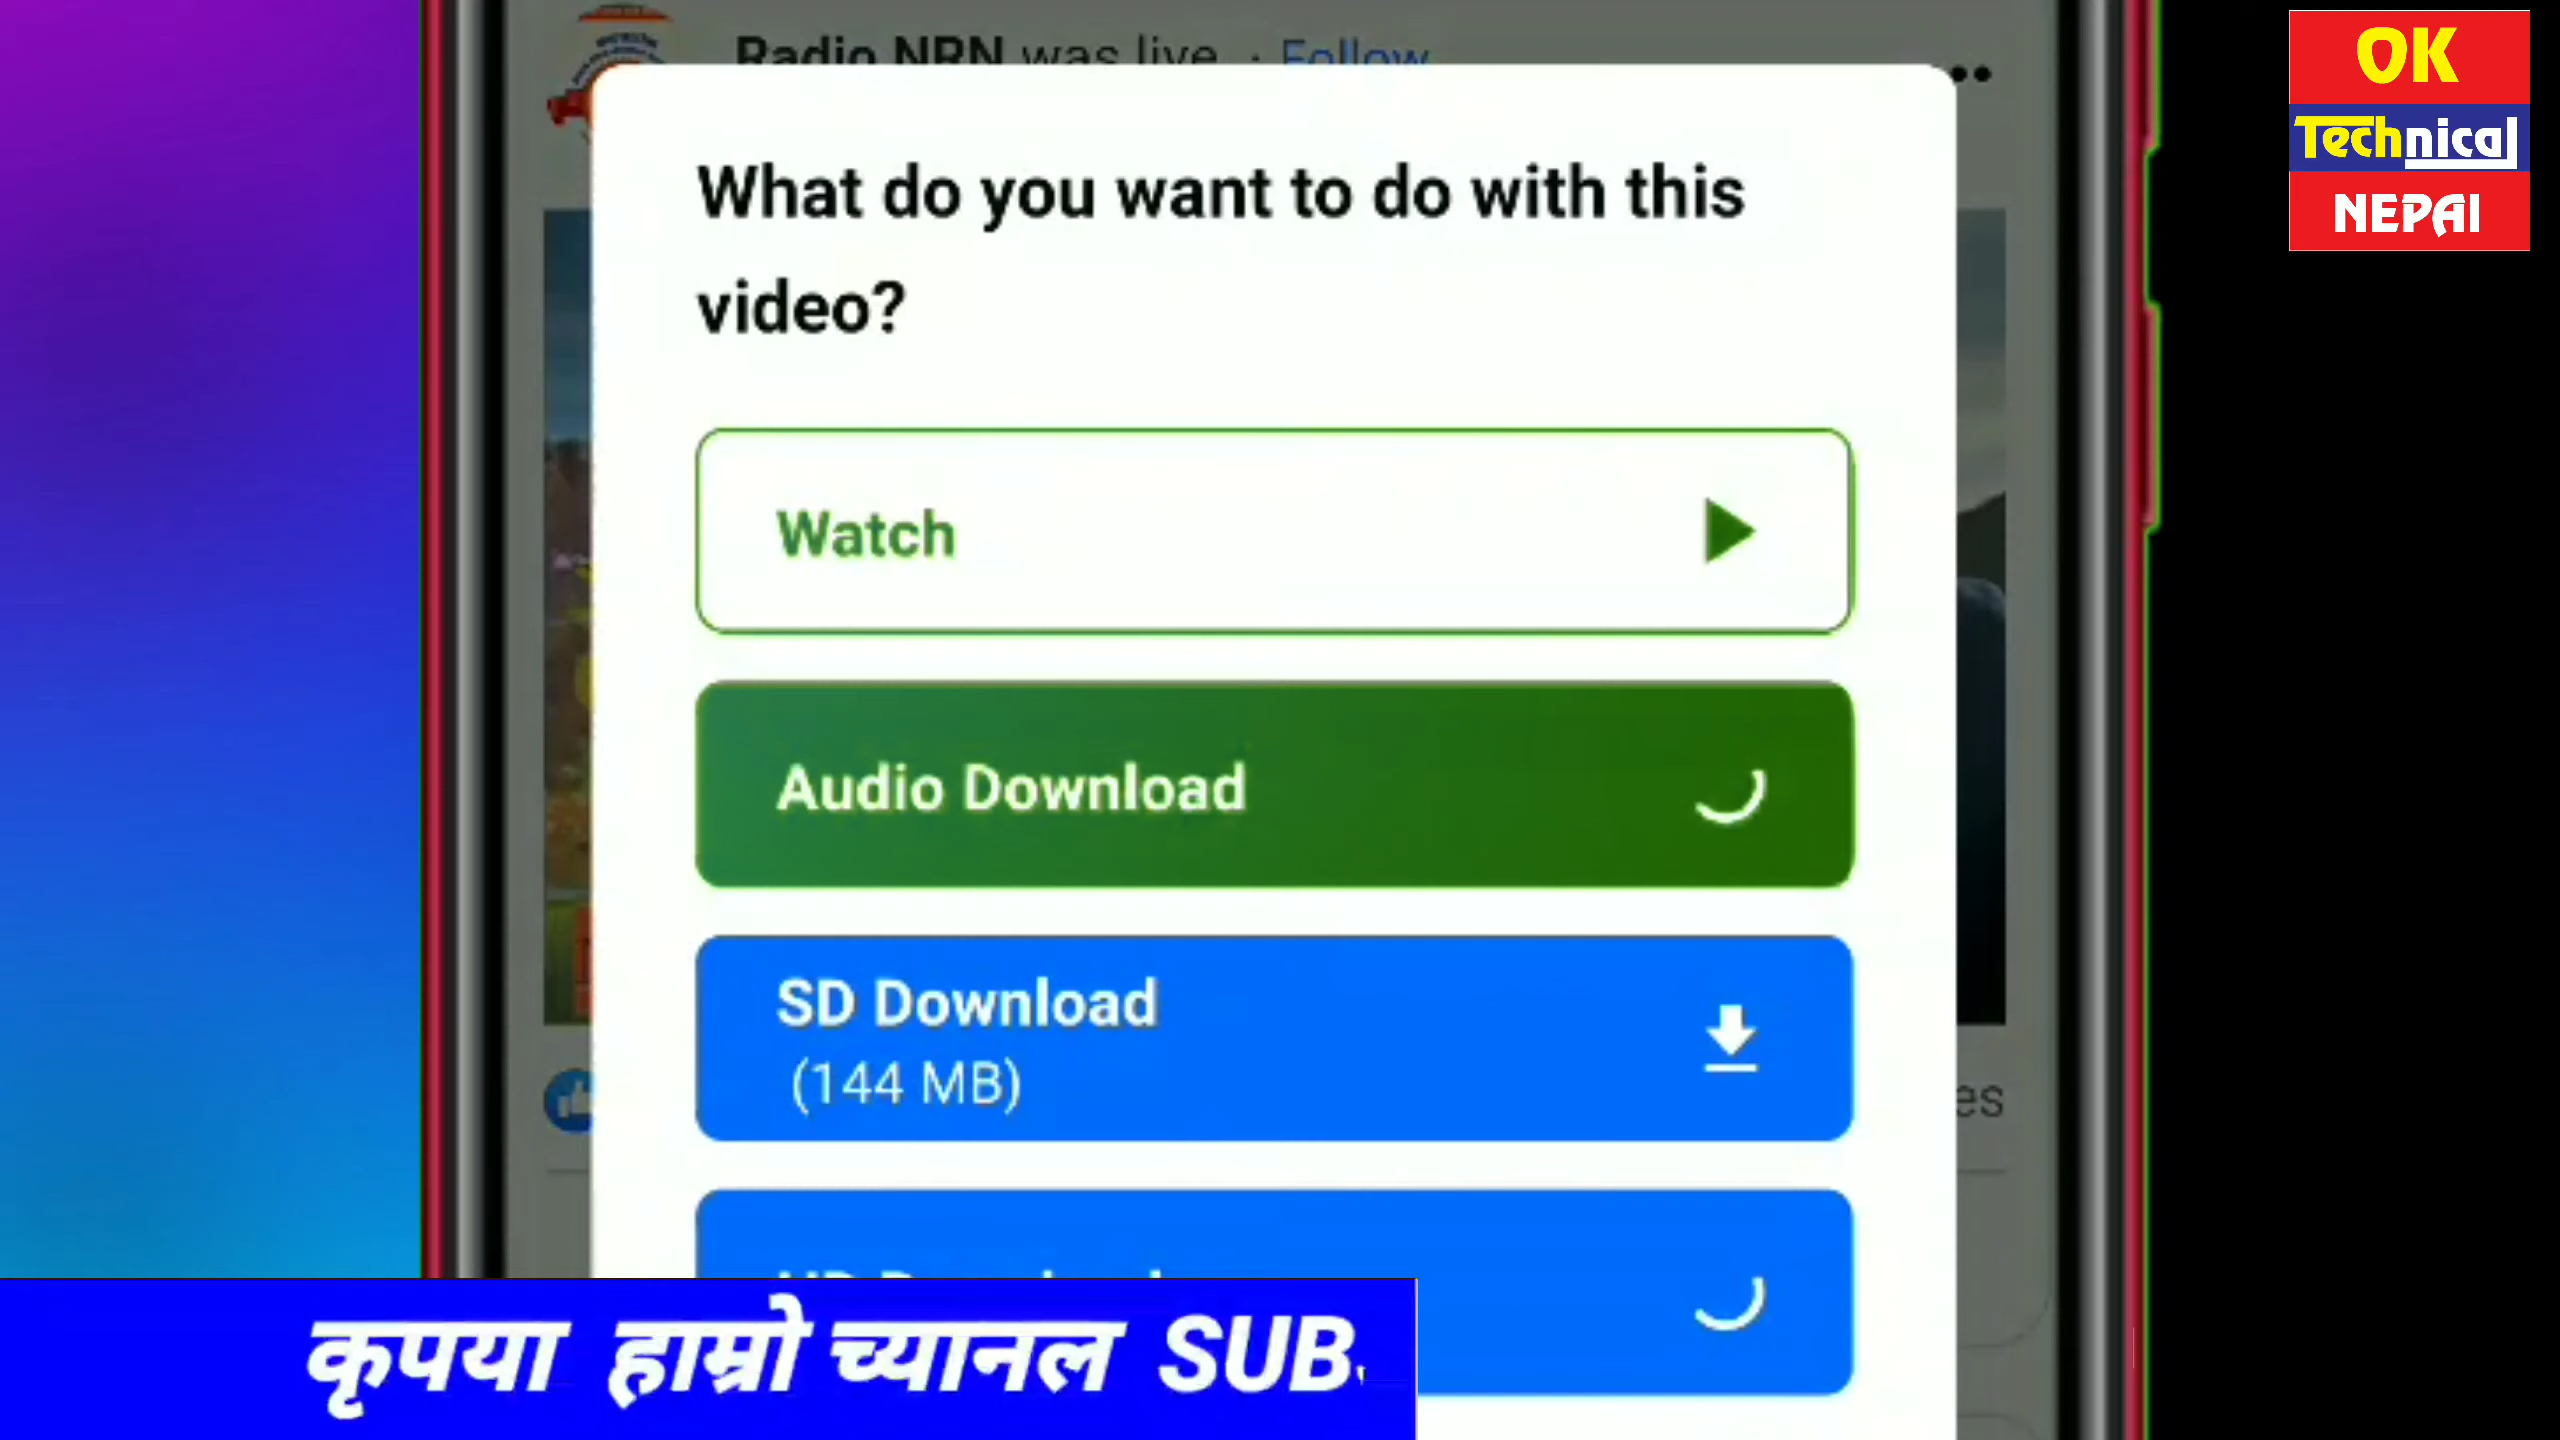 Radio NRN was live. · Follow
OK
Technical
NEPAl
What do you want to do with this
video?
Watch
Audio Download
SD Download
(144 MB)
es
कृपया हाम्रो च्यानल SUB